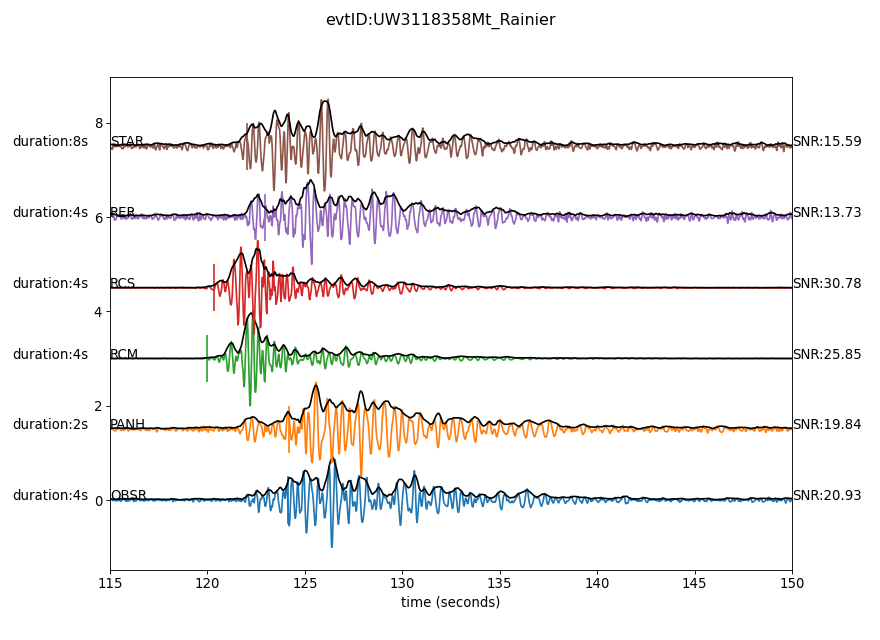 evtID:UW3118358Mt_Rainier
8
duration:8s STAR SNR:15.59
duration:4s RER SNR:13.73
6
duration:4s RCS SNR:30.78
4
duration:4s RCM SNR:25.85
2
duration:2s PANH SNR:19.84
duration:4s OBSR SNR:20.93
0
115 120 125 130 135 140 145 150
time (seconds)